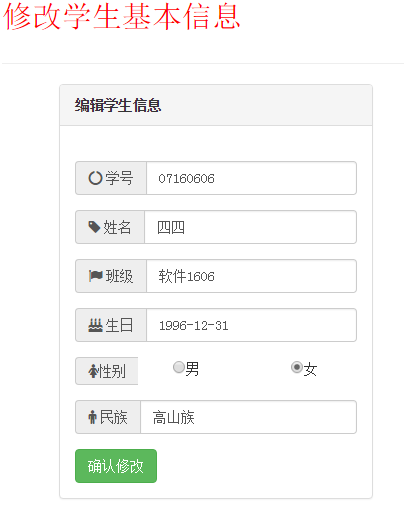 修改学生基本信息
编辑学生信息
学号 07160606
姓名 四四
班级 软件1606
生日 1996-12-31
性别 男 女
民族 高山族
确认修改